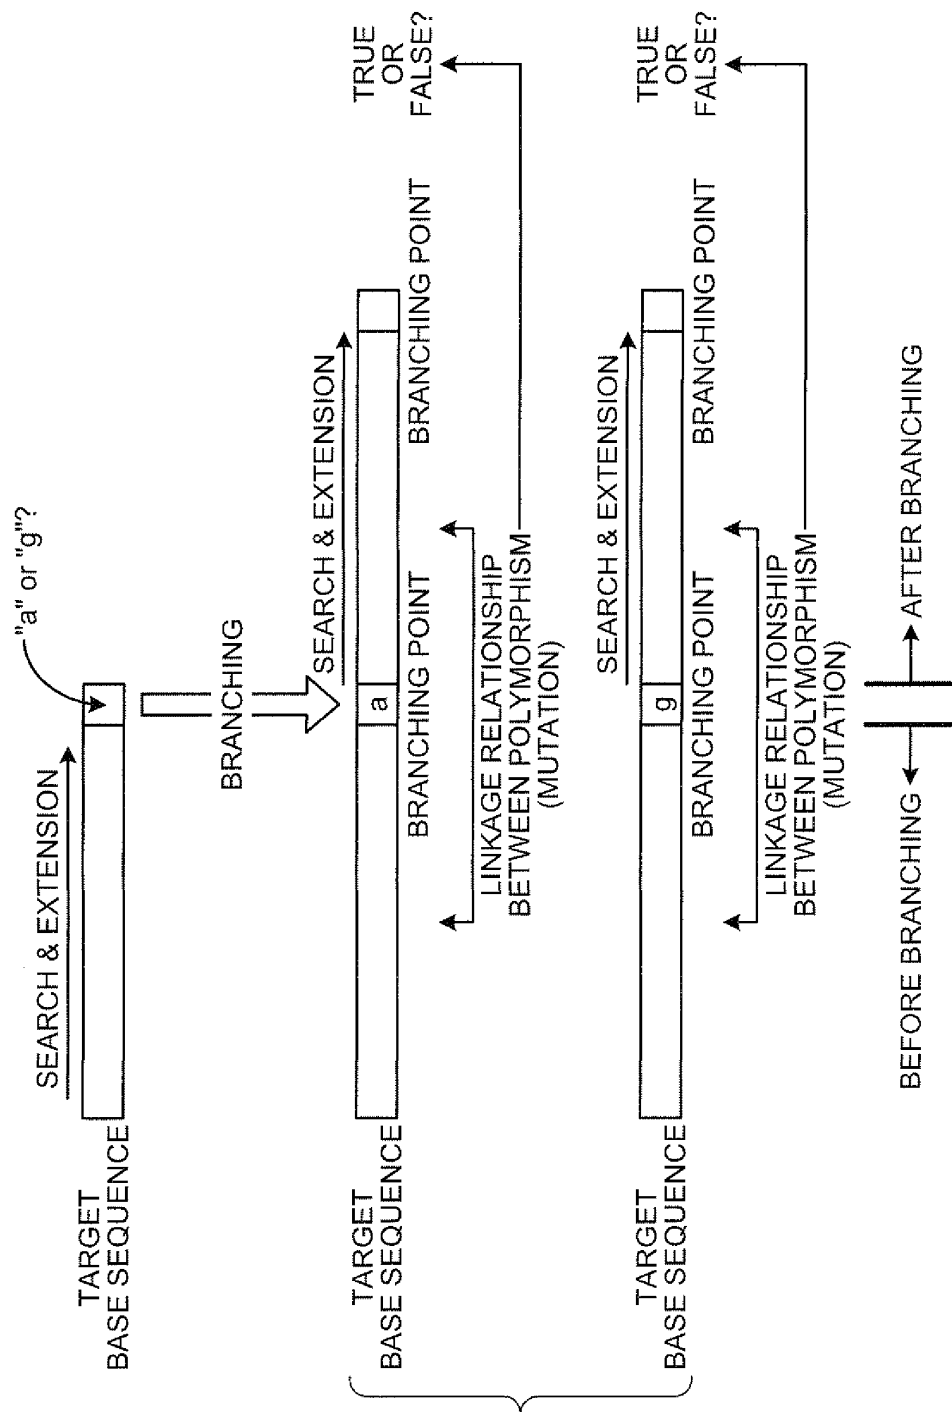 "a" or "g"?
SEARCH & EXTENSION
TARGET
BASE SEQUENCE
BRANCHING
SEARCH & EXTENSION
TARGET
BASE SEQUENCE
a
BRANCHING POINT
BRANCHING POINT
TRUE
OR
FALSE?
LINKAGE RELATIONSHIP
BETWEEN POLYMORPHISM
(MUTATION)
SEARCH & EXTENSION
TARGET
BASE SEQUENCE
g
BRANCHING POINT
BRANCHING POINT
TRUE
OR
FALSE?
LINKAGE RELATIONSHIP
BETWEEN POLYMORPHISM
(MUTATION)
BEFORE BRANCHING
AFTER BRANCHING